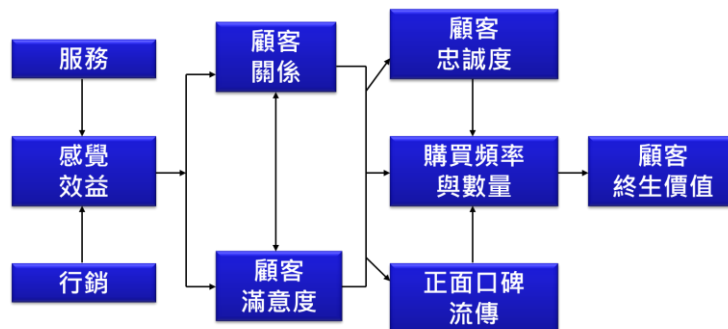 服務
感覺
效益
行銷
顧客
關係
顧客
滿意度
顧客
忠誠度
購買頻率
與數量
正面口碑
流傳
顧客
終生價值